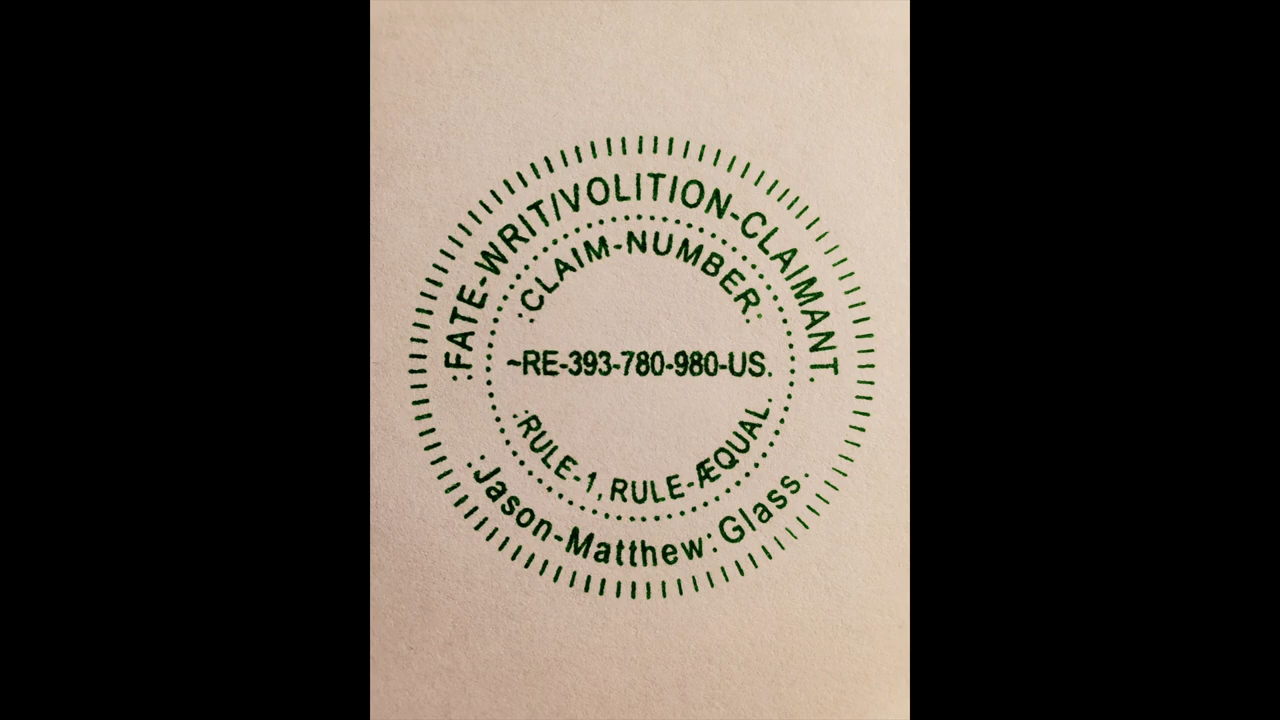 :FATE-WRIT/VOLITION-CLAIMANT.
:CLAIM-NUMBER:
~RE-393-780-980-US.
:RULE-1, RULE-ÆQUAL.
:Jason-Matthew: Glass.